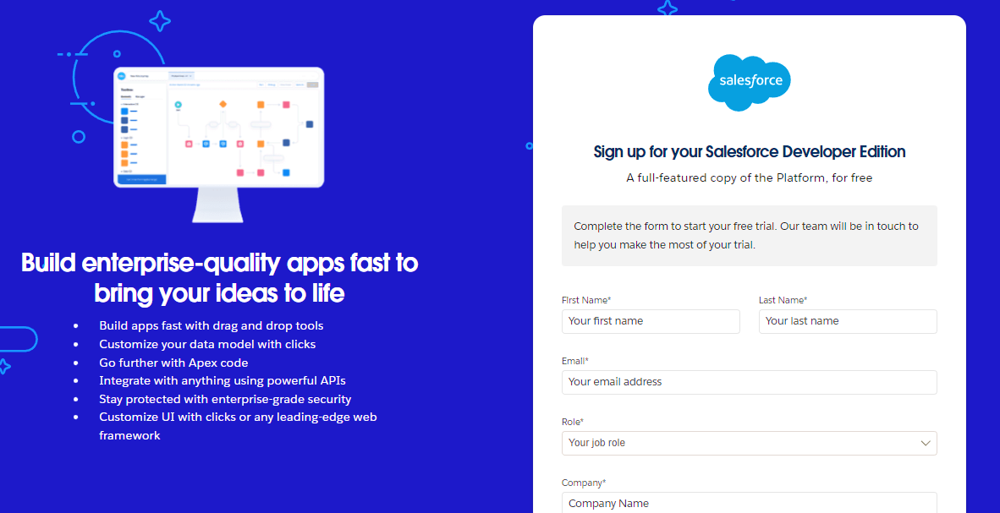 Build enterprise-quality apps fast to
bring your ideas to life
• Build apps fast with drag and drop tools
• Customize your data model with clicks
• Go further with Apex code
• Integrate with anything using powerful APIs
• Stay protected with enterprise-grade security
• Customize UI with clicks or any leading-edge web
framework
salesforce
Sign up for your Salesforce Developer Edition
A full-featured copy of the Platform, for free
Complete the form to start your free trial. Our team will be in touch to
help you make the most of your trial.
First Name* Last Name*
Your first name Your last name
Email*
Your email address
Role*
Your job role
Company*
Company Name